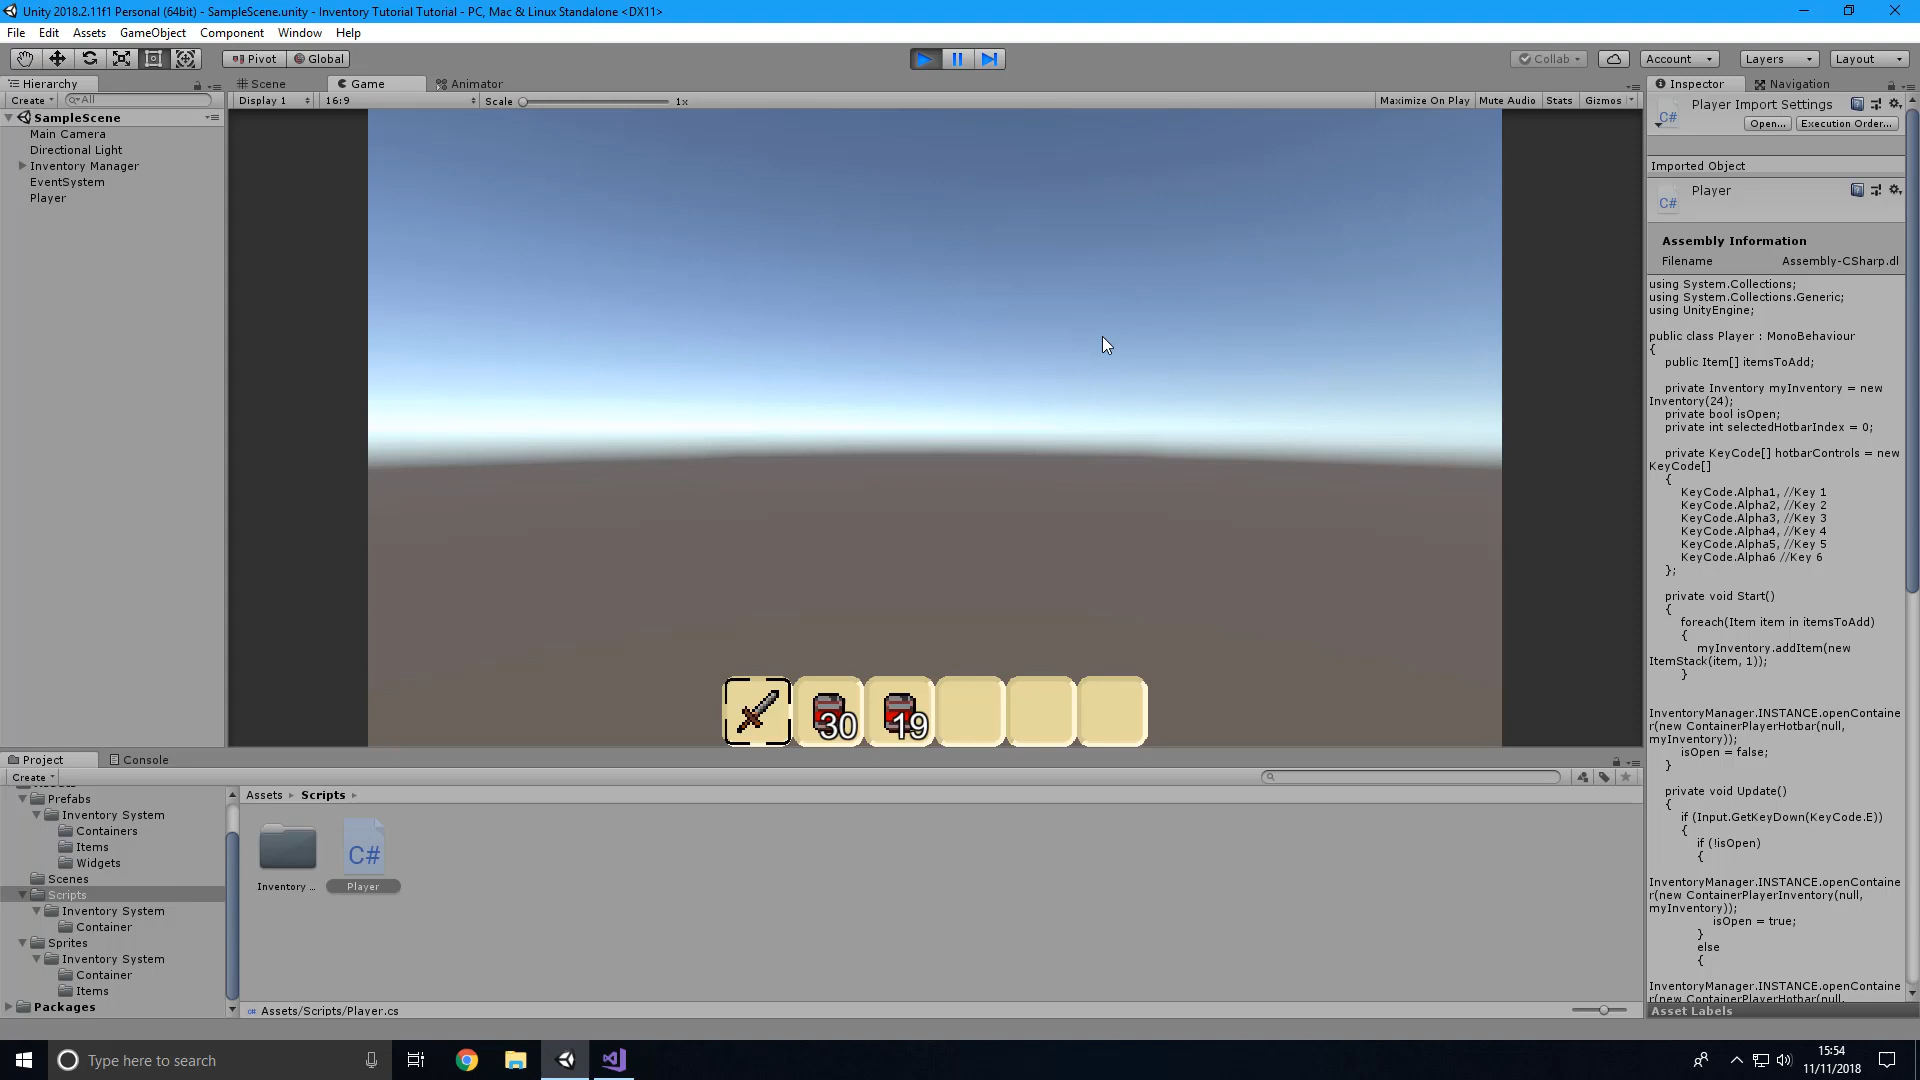 Unity 2018.2.11f1 Personal (64bit) - SampleScene.unity - Inventory Tutorial Tutorial - PC, Mac & Linux Standalone <DX11>
File Edit Assets GameObject Component Window Help
Pivot Global Collab Account Layers Layout
Hierarchy
Create All
SampleScene
Main Camera
Directional Light
Inventory Manager
EventSystem
Player
Scene Game Animator
Display 1 16:9 Scale 1x Maximize On Play Mute Audio Stats Gizmos
30 19
Inspector Navigation
Player Import Settings
C#
Open... Execution Order...
Imported Object
Player
C#
Assembly Information
Filename Assembly-CSharp.dl
using System.Collections;
using System.Collections.Generic;
using UnityEngine;
public class Player : MonoBehaviour
{
public Item[] itemsToAdd;
private Inventory myInventory = new
Inventory(24);
private bool isOpen;
private int selectedHotbarIndex = 0;
private KeyCode[] hotbarControls = new
KeyCode[]
{
KeyCode.Alpha1, //Key 1
KeyCode.Alpha2, //Key 2
KeyCode.Alpha3, //Key 3
KeyCode.Alpha4, //Key 4
KeyCode.Alpha5, //Key 5
KeyCode.Alpha6 //Key 6
};
private void Start()
{
foreach(Item item in itemsToAdd)
{
myInventory.addItem(new
ItemStack(item, 1));
}
InventoryManager.INSTANCE.openContaine
r(new ContainerPlayerHotbar(null,
myInventory));
isOpen = false;
}
private void Update()
{
if (Input.GetKeyDown(KeyCode.E))
{
if (!isOpen)
{
InventoryManager.INSTANCE.openContaine
r(new ContainerPlayerInventory(null,
myInventory));
isOpen = true;
}
else
{
InventoryManager.INSTANCE.openContaine
r(new ContainerPlayerHotbar(null,
Asset Labels
Project Console
Create
Prefabs
Inventory System
Containers
Items
Widgets
Scenes
Scripts
Inventory System
Container
Sprites
Inventory System
Container
Items
Packages
Assets Scripts
C#
Inventory ... Player
Assets/Scripts/Player.cs
Type here to search
15:54
11/11/2018